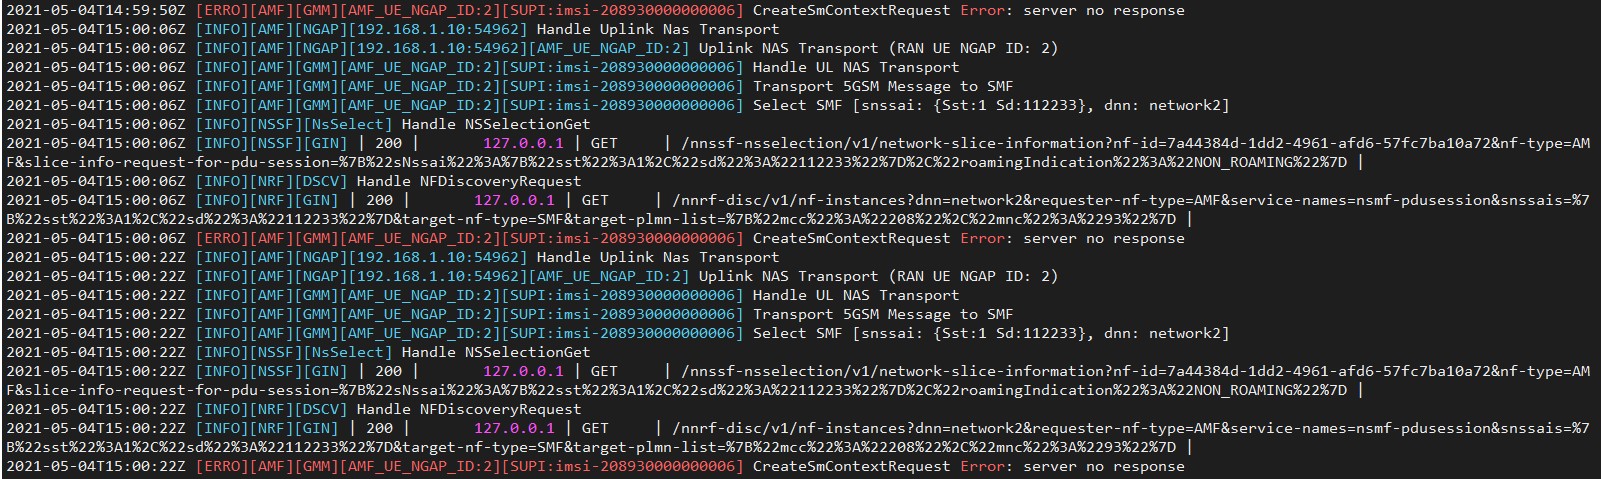 2021-05-04T14:59:50Z [ERRO][AMF][GMM][AMF_UE_NGAP_ID:2][SUPI:imsi-208930000000006] CreateSmContextRequest Error: server no response
2021-05-04T15:00:06Z [INFO][AMF][NGAP][192.168.1.10:54962] Handle Uplink Nas Transport
2021-05-04T15:00:06Z [INFO][AMF][NGAP][192.168.1.10:54962][AMF_UE_NGAP_ID:2] Uplink NAS Transport (RAN UE NGAP ID: 2)
2021-05-04T15:00:06Z [INFO][AMF][GMM][AMF_UE_NGAP_ID:2][SUPI:imsi-208930000000006] Handle UL NAS Transport
2021-05-04T15:00:06Z [INFO][AMF][GMM][AMF_UE_NGAP_ID:2][SUPI:imsi-208930000000006] Transport 5GSM Message to SMF
2021-05-04T15:00:06Z [INFO][AMF][GMM][AMF_UE_NGAP_ID:2][SUPI:imsi-208930000000006] Select SMF [snssai: {Sst:1 Sd:112233}, dnn: network2]
2021-05-04T15:00:06Z [INFO][NSSF][NsSelect] Handle NSSelectionGet
2021-05-04T15:00:06Z [INFO][NSSF][GIN] | 200 |       127.0.0.1 | GET     | /nnssf-nsselection/v1/network-slice-information?nf-id=7a44384d-1dd2-4961-afd6-57fc7ba10a72&nf-type=AM
F&slice-info-request-for-pdu-session=%7B%22sNssai%22%3A%7B%22sst%22%3A1%2C%22sd%22%3A%22112233%22%7D%2C%22roamingIndication%22%3A%22NON_ROAMING%22%7D |
2021-05-04T15:00:06Z [INFO][NRF][DSCV] Handle NFDiscoveryRequest
2021-05-04T15:00:06Z [INFO][NRF][GIN] | 200 |       127.0.0.1 | GET     | /nnrf-disc/v1/nf-instances?dnn=network2&requester-nf-type=AMF&service-names=nsmf-pdusession&snssais=%7
B%22sst%22%3A1%2C%22sd%22%3A%22112233%22%7D&target-nf-type=SMF&target-plmn-list=%7B%22mcc%22%3A%22208%22%2C%22mnc%22%3A%2293%22%7D |
2021-05-04T15:00:06Z [ERRO][AMF][GMM][AMF_UE_NGAP_ID:2][SUPI:imsi-208930000000006] CreateSmContextRequest Error: server no response
2021-05-04T15:00:22Z [INFO][AMF][NGAP][192.168.1.10:54962] Handle Uplink Nas Transport
2021-05-04T15:00:22Z [INFO][AMF][NGAP][192.168.1.10:54962][AMF_UE_NGAP_ID:2] Uplink NAS Transport (RAN UE NGAP ID: 2)
2021-05-04T15:00:22Z [INFO][AMF][GMM][AMF_UE_NGAP_ID:2][SUPI:imsi-208930000000006] Handle UL NAS Transport
2021-05-04T15:00:22Z [INFO][AMF][GMM][AMF_UE_NGAP_ID:2][SUPI:imsi-208930000000006] Transport 5GSM Message to SMF
2021-05-04T15:00:22Z [INFO][AMF][GMM][AMF_UE_NGAP_ID:2][SUPI:imsi-208930000000006] Select SMF [snssai: {Sst:1 Sd:112233}, dnn: network2]
2021-05-04T15:00:22Z [INFO][NSSF][NsSelect] Handle NSSelectionGet
2021-05-04T15:00:22Z [INFO][NSSF][GIN] | 200 |       127.0.0.1 | GET     | /nnssf-nsselection/v1/network-slice-information?nf-id=7a44384d-1dd2-4961-afd6-57fc7ba10a72&nf-type=AM
F&slice-info-request-for-pdu-session=%7B%22sNssai%22%3A%7B%22sst%22%3A1%2C%22sd%22%3A%22112233%22%7D%2C%22roamingIndication%22%3A%22NON_ROAMING%22%7D |
2021-05-04T15:00:22Z [INFO][NRF][DSCV] Handle NFDiscoveryRequest
2021-05-04T15:00:22Z [INFO][NRF][GIN] | 200 |       127.0.0.1 | GET     | /nnrf-disc/v1/nf-instances?dnn=network2&requester-nf-type=AMF&service-names=nsmf-pdusession&snssais=%7
B%22sst%22%3A1%2C%22sd%22%3A%22112233%22%7D&target-nf-type=SMF&target-plmn-list=%7B%22mcc%22%3A%22208%22%2C%22mnc%22%3A%2293%22%7D |
2021-05-04T15:00:22Z [ERRO][AMF][GMM][AMF_UE_NGAP_ID:2][SUPI:imsi-208930000000006] CreateSmContextRequest Error: server no response